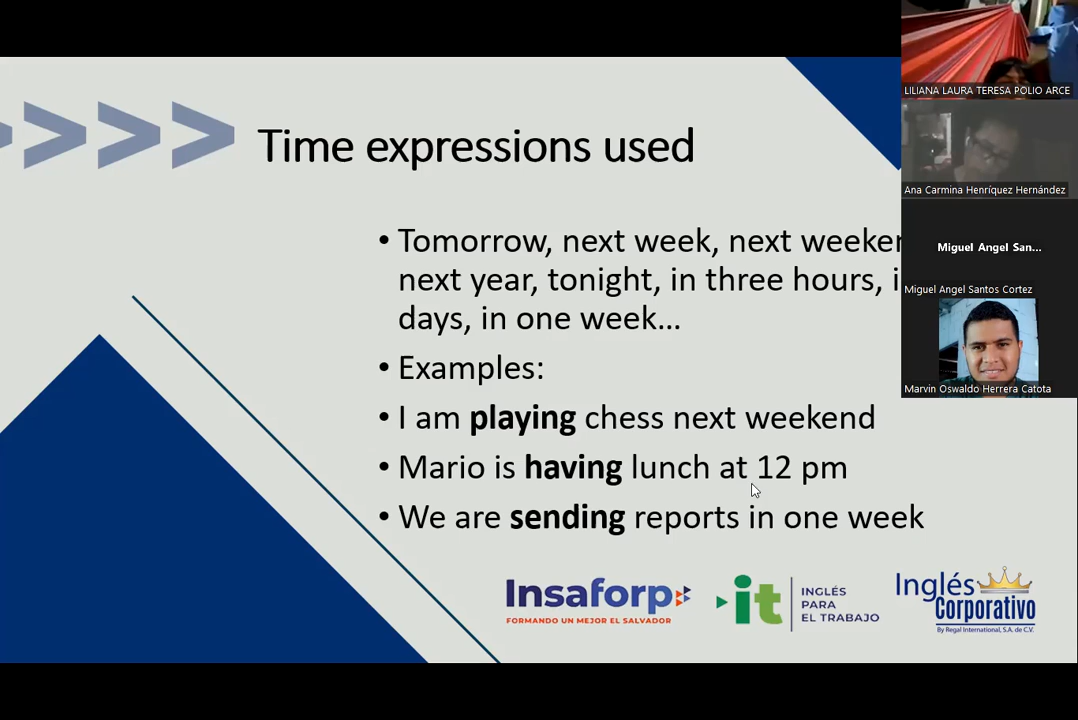 Time expressions used
• Tomorrow, next week, next
next year, tonight, in three hours,
days, in one week...
• Examples:
• I am playing chess next weekend
• Mario is having lunch at 12 pm
• We are sending reports in one week
Insaforp
FORMANDO UN MEJOR EL SALVADOR
it
INGLÉS
PARA
EL TRABAJO
Inglés
Corporativo
By Regal International, S.A. de C.V.
LILIANA LAURA TERESA POLIO ARCE
Ana Carmina Henríquez Hernández
Miguel Angel San...
Miguel Angel Santos Cortez
Marvin Oswaldo Herrera Catota